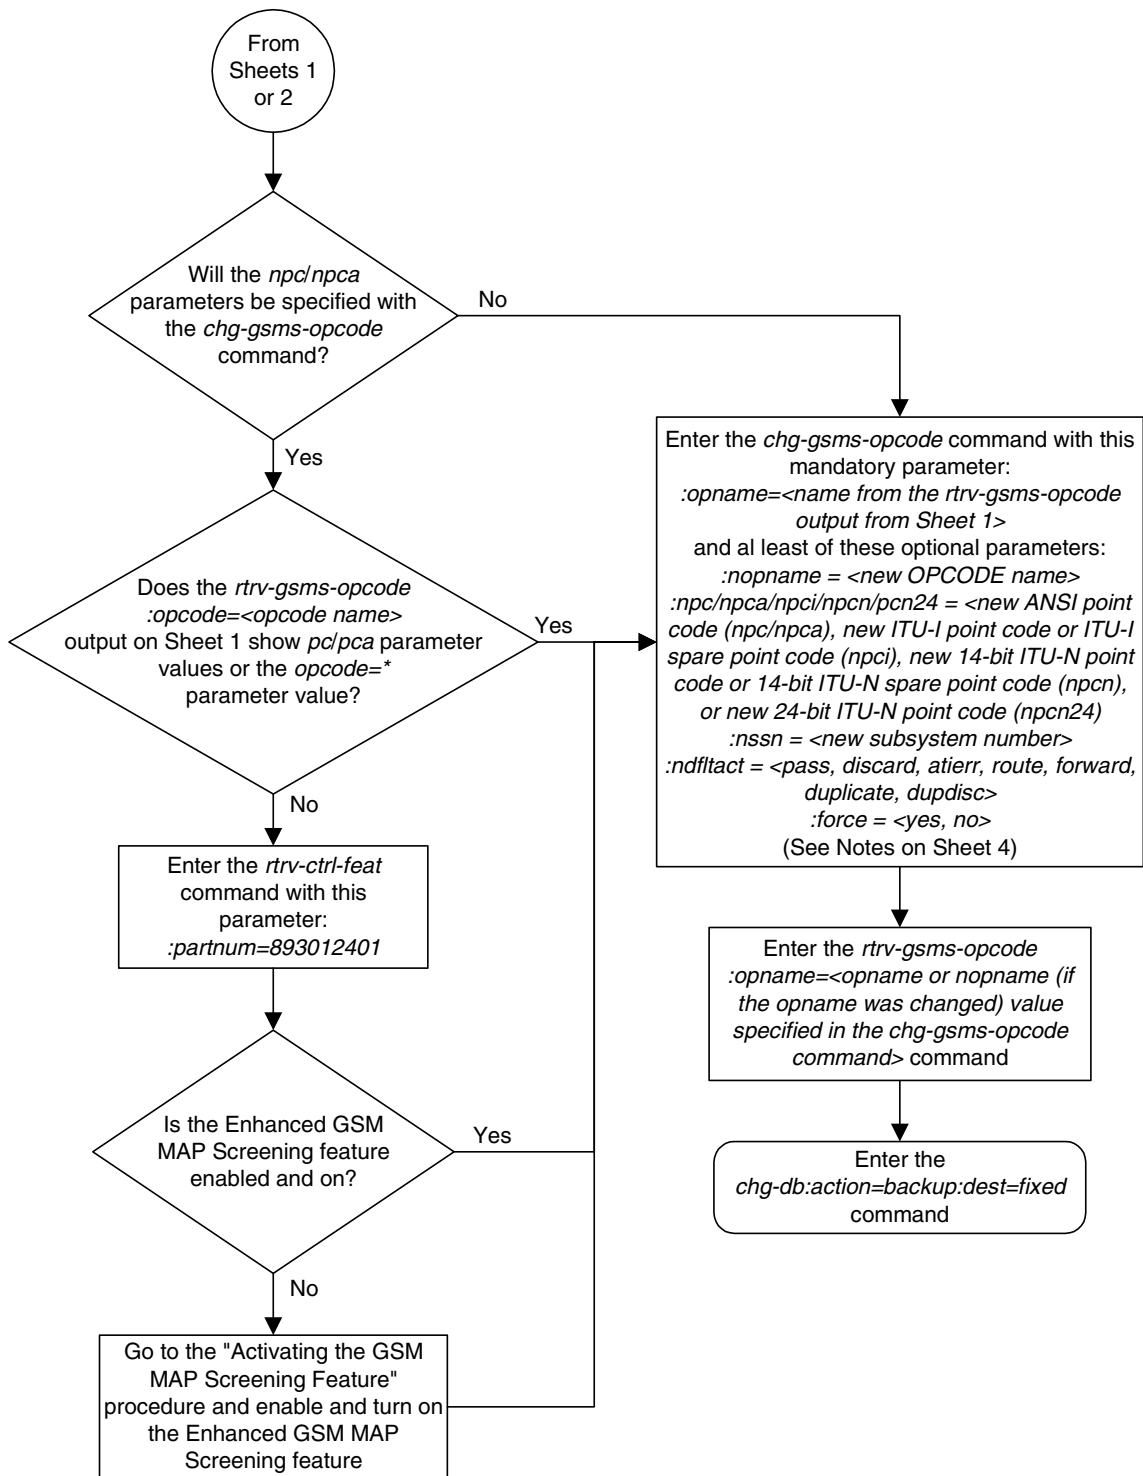 From
Sheets 1
or 2
Will the npc/npca
parameters be specified with
the chg-gsms-opcode
command?
No
Yes
Does the rtrv-gsms-opcode
:opcode=<opcode name>
output on Sheet 1 show pc/pca parameter
values or the opcode=*
parameter value?
Yes
No
Enter the rtrv-ctrl-feat
command with this
parameter:
:partnum=893012401
Is the Enhanced GSM
MAP Screening feature
enabled and on?
Yes
No
Go to the "Activating the GSM
MAP Screening Feature"
procedure and enable and turn on
the Enhanced GSM MAP
Screening feature
Enter the chg-gsms-opcode command with this
mandatory parameter:
:opname=<name from the rtrv-gsms-opcode
output from Sheet 1>
and al least of these optional parameters:
:nopname = <new OPCODE name>
:npc/npca/npci/npcn/pcn24 = <new ANSI point
code (npc/npca), new ITU-I point code or ITU-I
spare point code (npci), new 14-bit ITU-N point
code or 14-bit ITU-N spare point code (npcn),
or new 24-bit ITU-N point code (npcn24)
:nssn = <new subsystem number>
:ndfltact = <pass, discard, atierr, route, forward,
duplicate, dupdisc>
:force = <yes, no>
(See Notes on Sheet 4)
Enter the rtrv-gsms-opcode
:opname=<opname or nopname (if
the opname was changed) value
specified in the chg-gsms-opcode
command> command
Enter the
chg-db:action=backup:dest=fixed
command